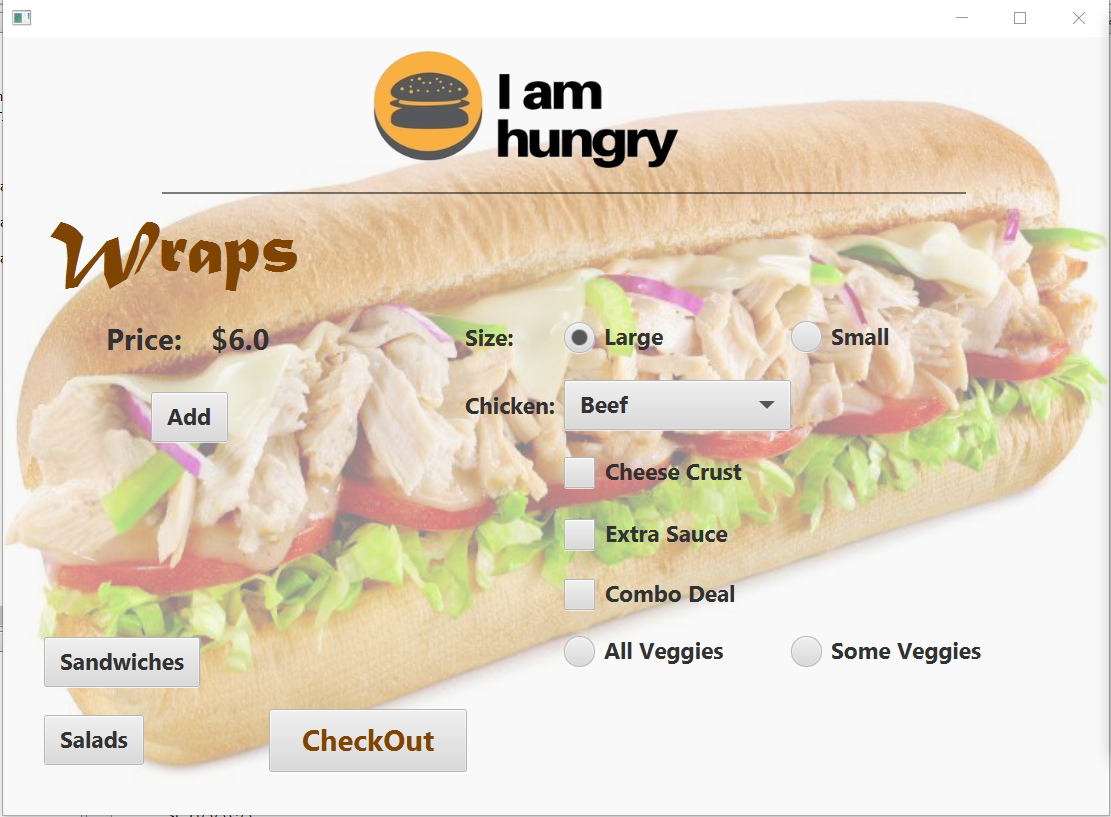 I am
hungry
Wraps
Price: $6.0
Size: Large Small
Add
Chicken: Beef
Cheese Crust
Extra Sauce
Combo Deal
All Veggies Some Veggies
Sandwiches
Salads
CheckOut